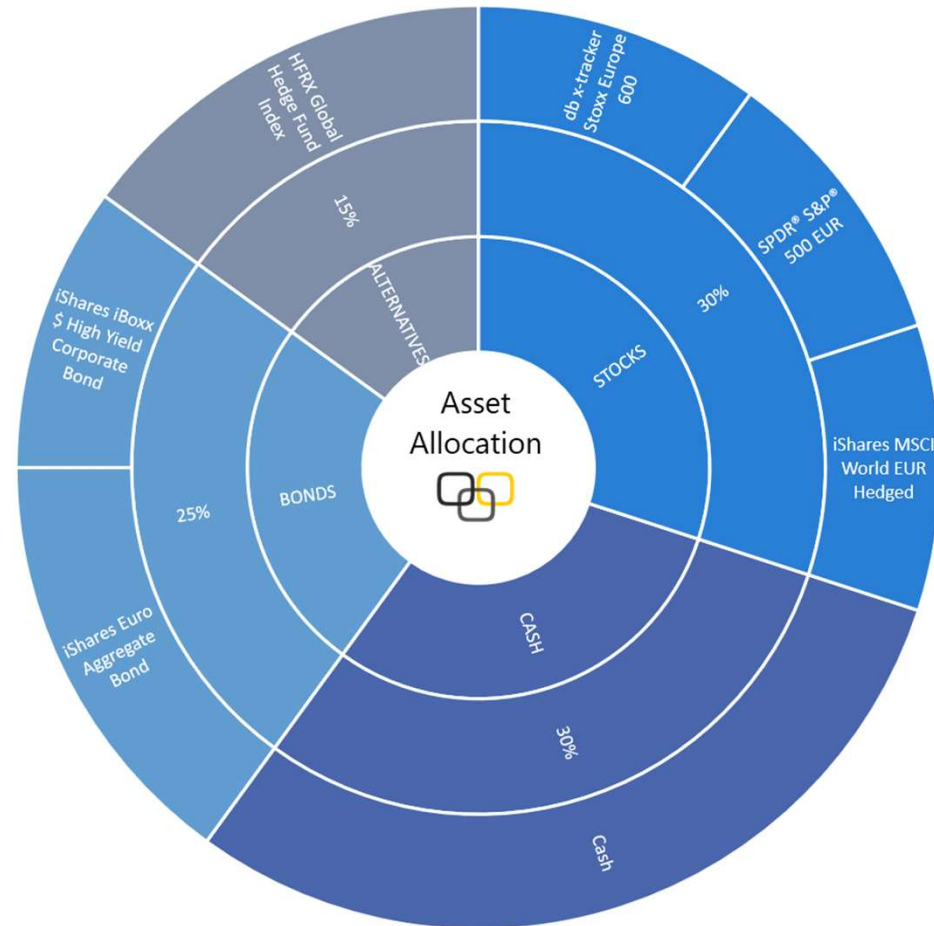 Asset
Allocation
STOCKS
30%
db x-tracker
Stoxx Europe
600
SPDR® S&P®
500 EUR
iShares MSCI
World EUR
Hedged
CASH
30%
Cash
BONDS
25%
iShares Euro
Aggregate
Bond
iShares iBoxx
$ High Yield
Corporate
Bond
ALTERNATIVES
15%
HFRX Global
Hedge Fund
Index